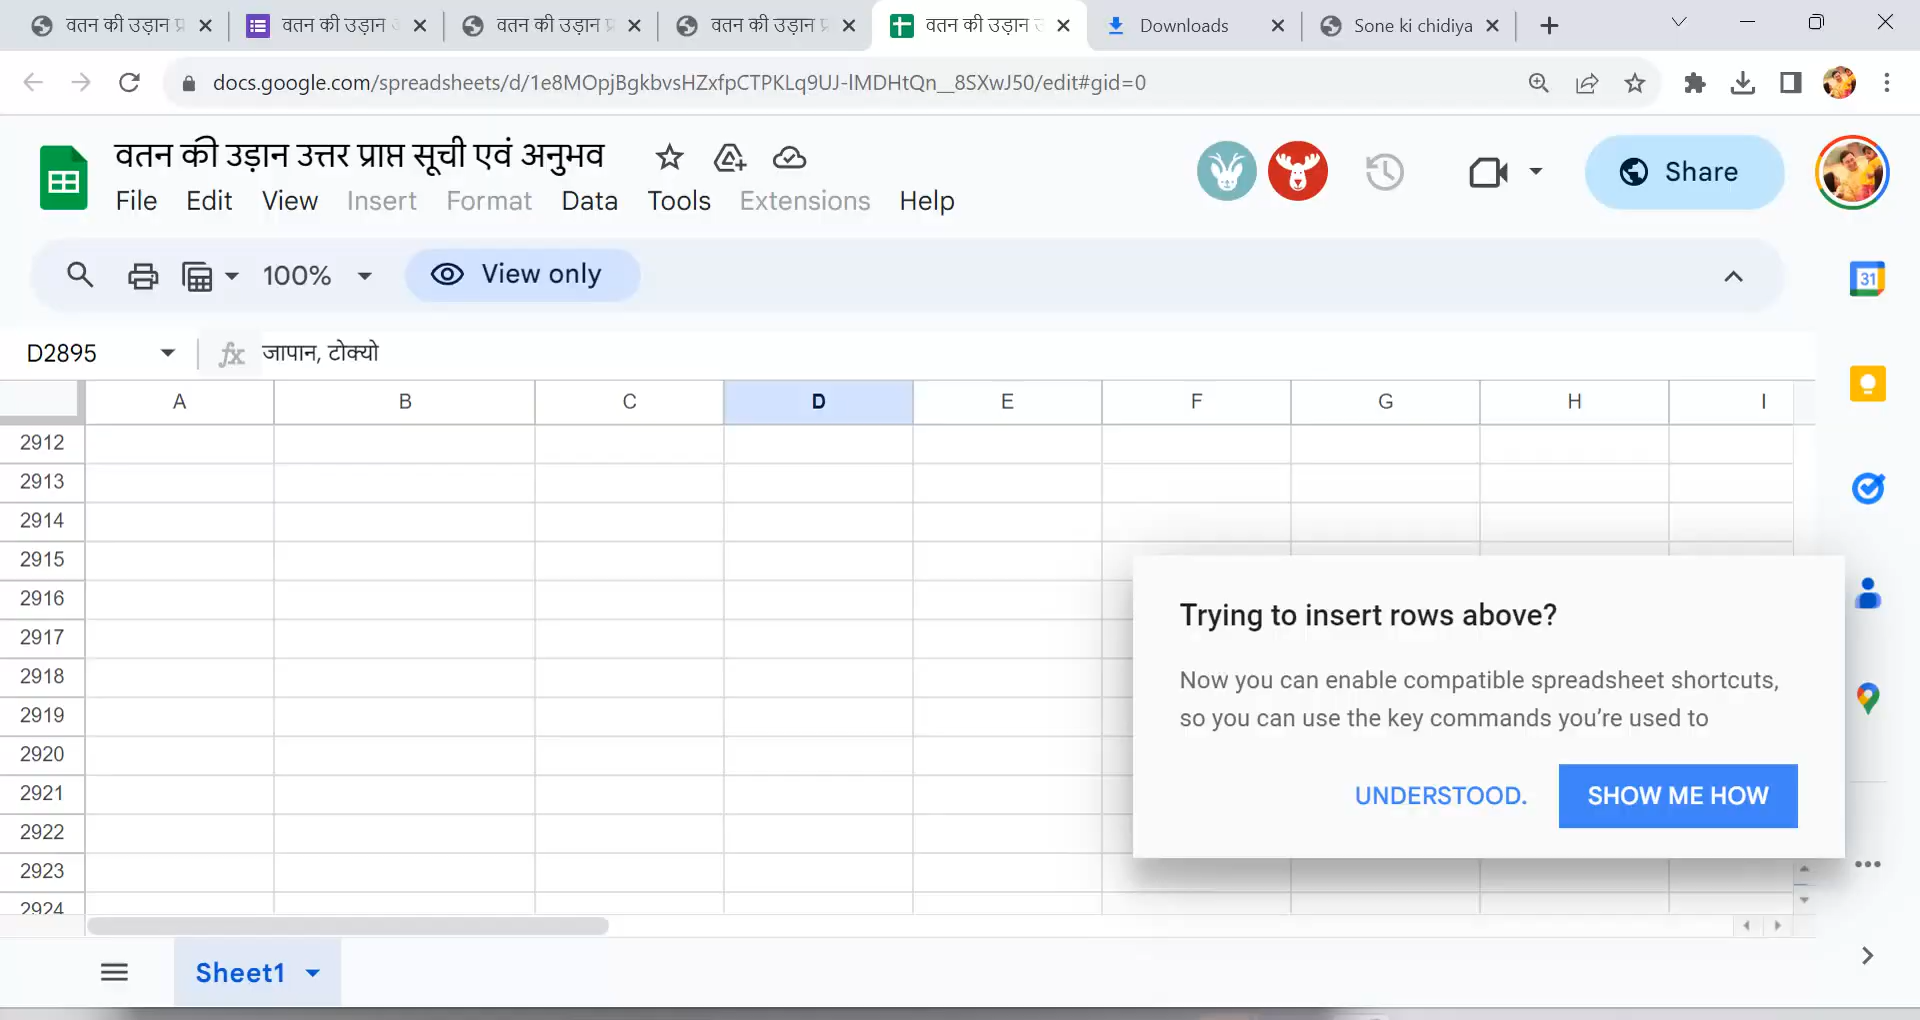 वतन की उड़ान प्र
वतन की उड़ान
वतन की उड़ान प्र
वतन की उड़ान प्र
वतन की उड़ान उ
Downloads
Sone ki chidiya
docs.google.com/spreadsheets/d/1e8MOpjBgkbvsHZxfpCTPKLq9UJ-lMDHtQn__8SXwJ50/edit#gid=0
वतन की उड़ान उत्तर प्राप्त सूची एवं अनुभव
File Edit View Insert Format Data Tools Extensions Help
Share
100% View only
31
D2895 fx जापान, टोक्यो
A B C D E F G H I
2912
2913
2914
2915
2916
2917
2918
2919
2920
2921
2922
2923
2924
Trying to insert rows above?
Now you can enable compatible spreadsheet shortcuts,
so you can use the key commands you’re used to
UNDERSTOOD. SHOW ME HOW
Sheet1